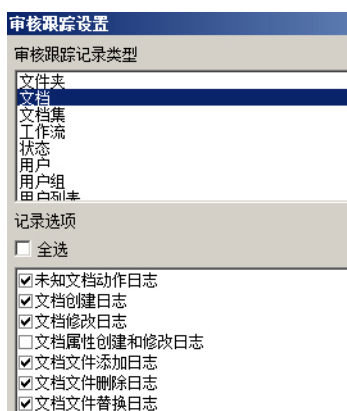 审核跟踪设置
审核跟踪记录类型
文件夹
文档
文档集
工作流
状态
用户
用户组
用户列表
记录选项
全选
未知文档动作日志
文档创建日志
文档修改日志
文档属性创建和修改日志
文档文件添加日志
文档文件删除日志
文档文件替换日志